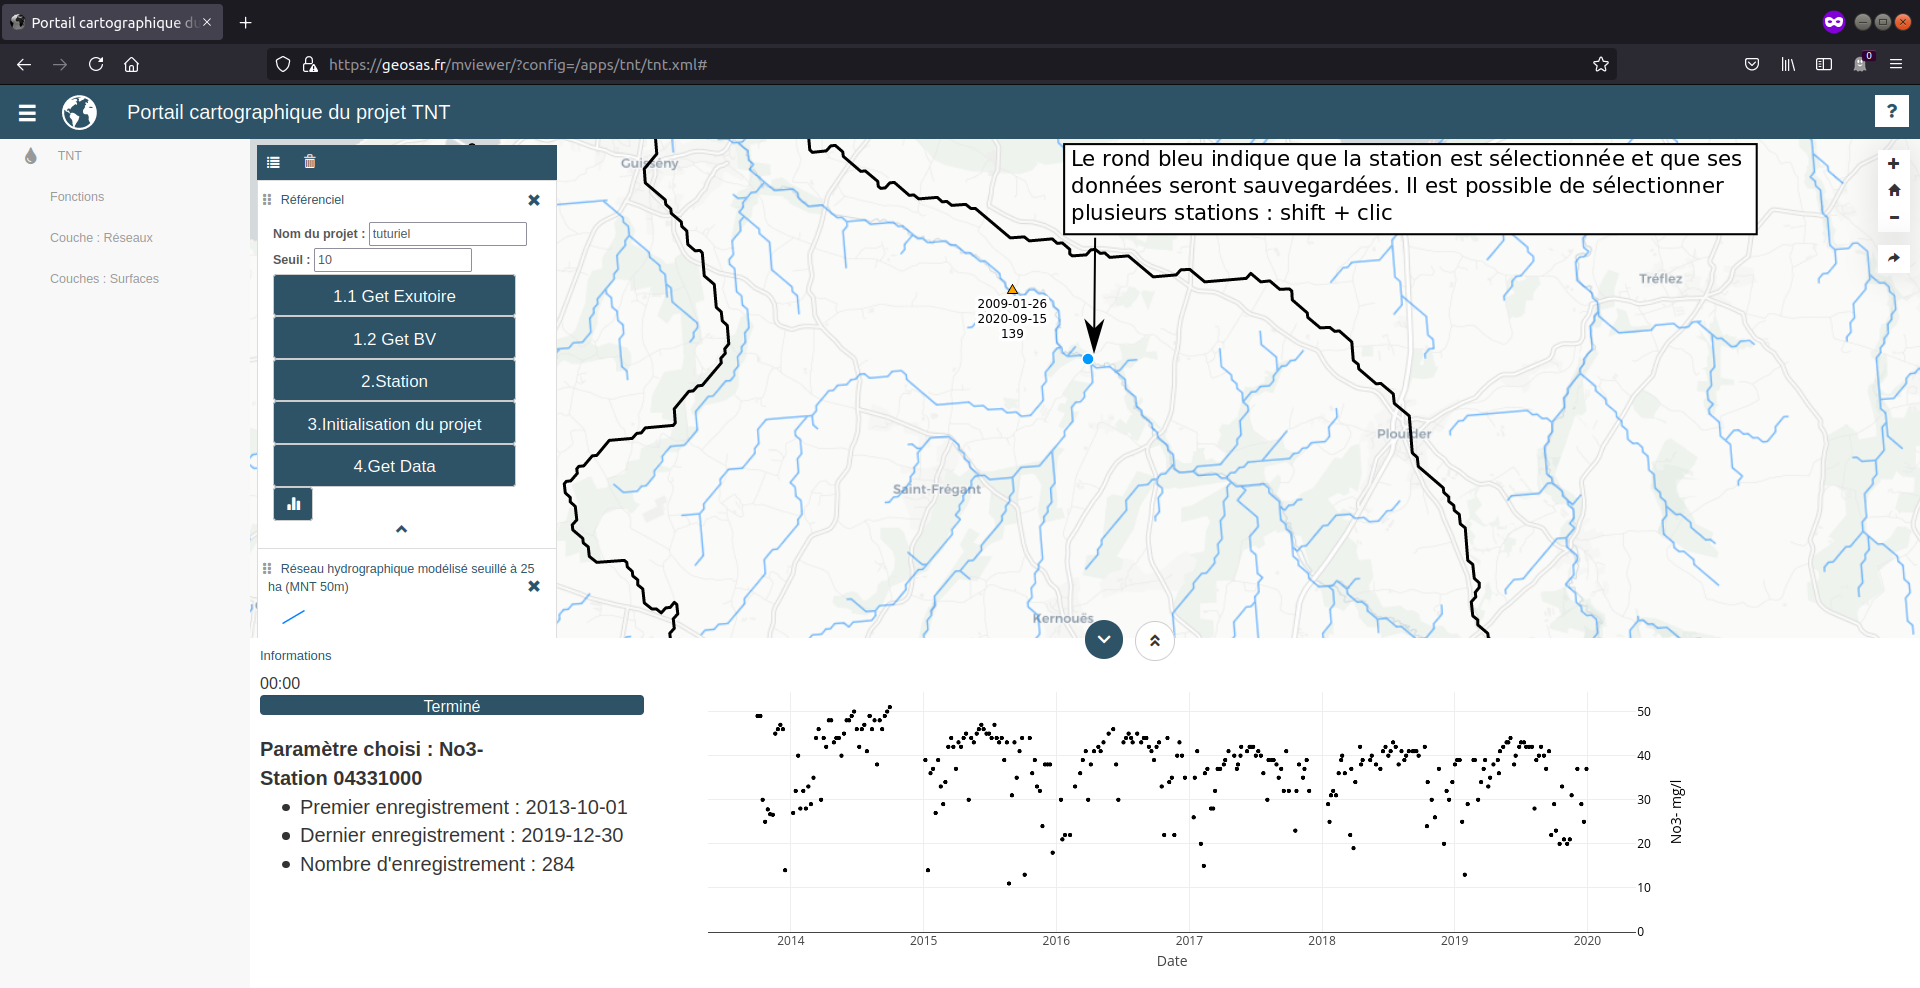 Portail cartographique du
https://geosas.fr/mviewer/?config=/apps/tnt/tnt.xml#
0
Portail cartographique du projet TNT
?
TNT
Fonctions
Couche : Réseaux
Couches : Surfaces
Référenciel
Nom du projet : tuturiel
Seuil : 10
1.1 Get Exutoire
1.2 Get BV
2.Station
3.Initialisation du projet
4.Get Data
Réseau hydrographique modélisé seuillé à 25
ha (MNT 50m)
Guissény
Le rond bleu indique que la station est sélectionnée et que ses
données seront sauvegardées. Il est possible de sélectionner
plusieurs stations : shift + clic
2009-01-26
2020-09-15
139
Tréflez
Plouider
Saint-Frégant
Kernouës
Informations
00:00
Terminé
Paramètre choisi : No3-
Station 04331000
Premier enregistrement : 2013-10-01
Dernier enregistrement : 2019-12-30
Nombre d'enregistrement : 284
50
40
30
20
10
0
No3- mg/l
2014 2015 2016 2017 2018 2019 2020
Date